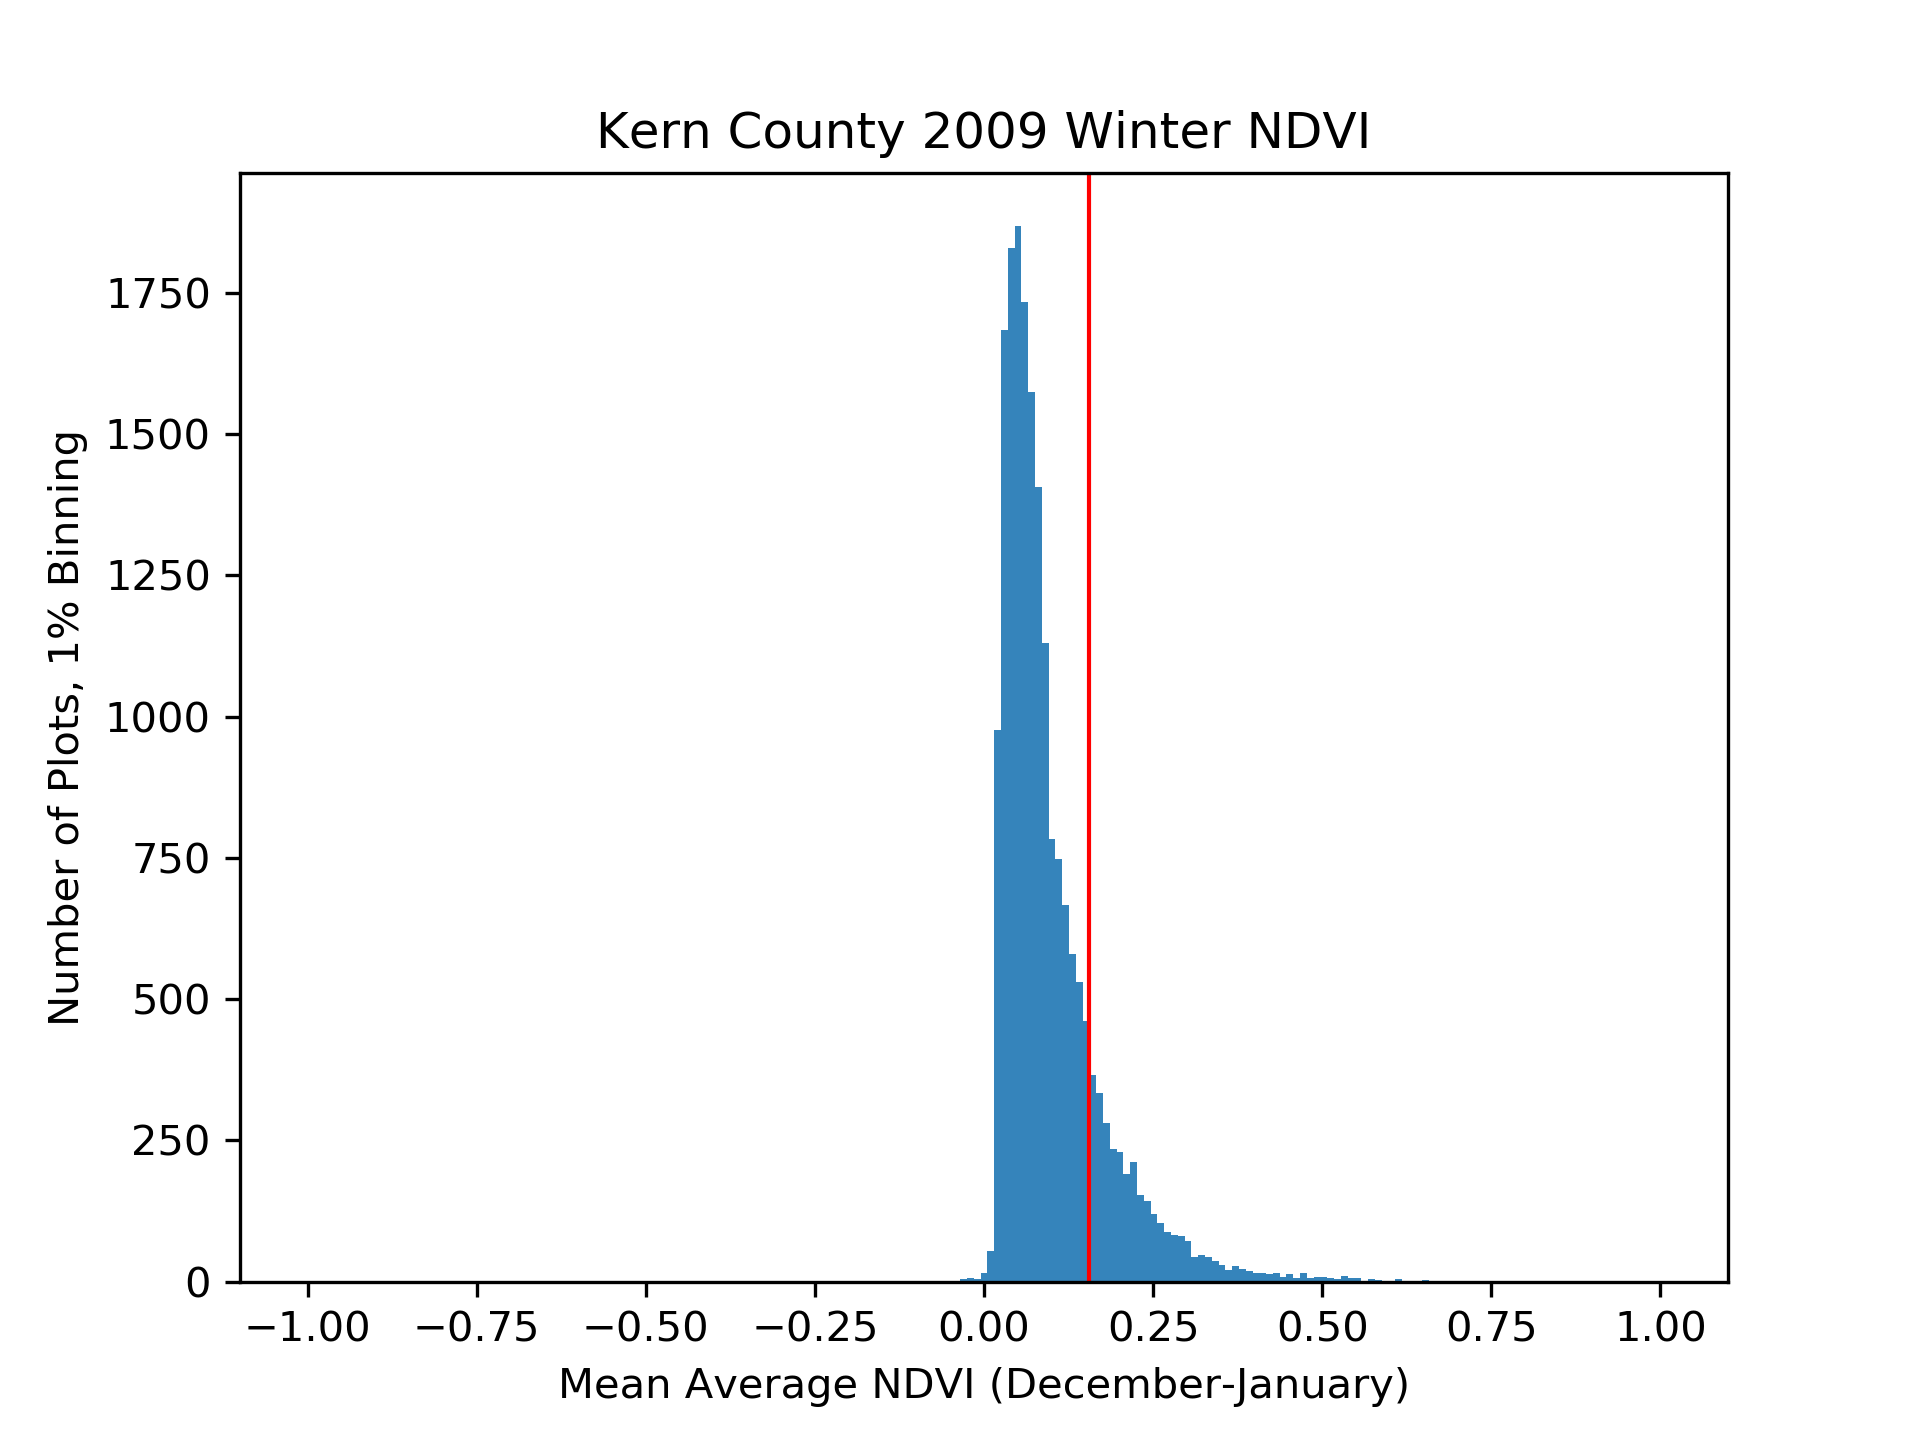 Kern County 2009 Winter NDVI
Number of Plots, 1% Binning
1750
1500
1250
1000
750
500
250
0
−1.00 −0.75 −0.50 −0.25 0.00 0.25 0.50 0.75 1.00
Mean Average NDVI (December-January)